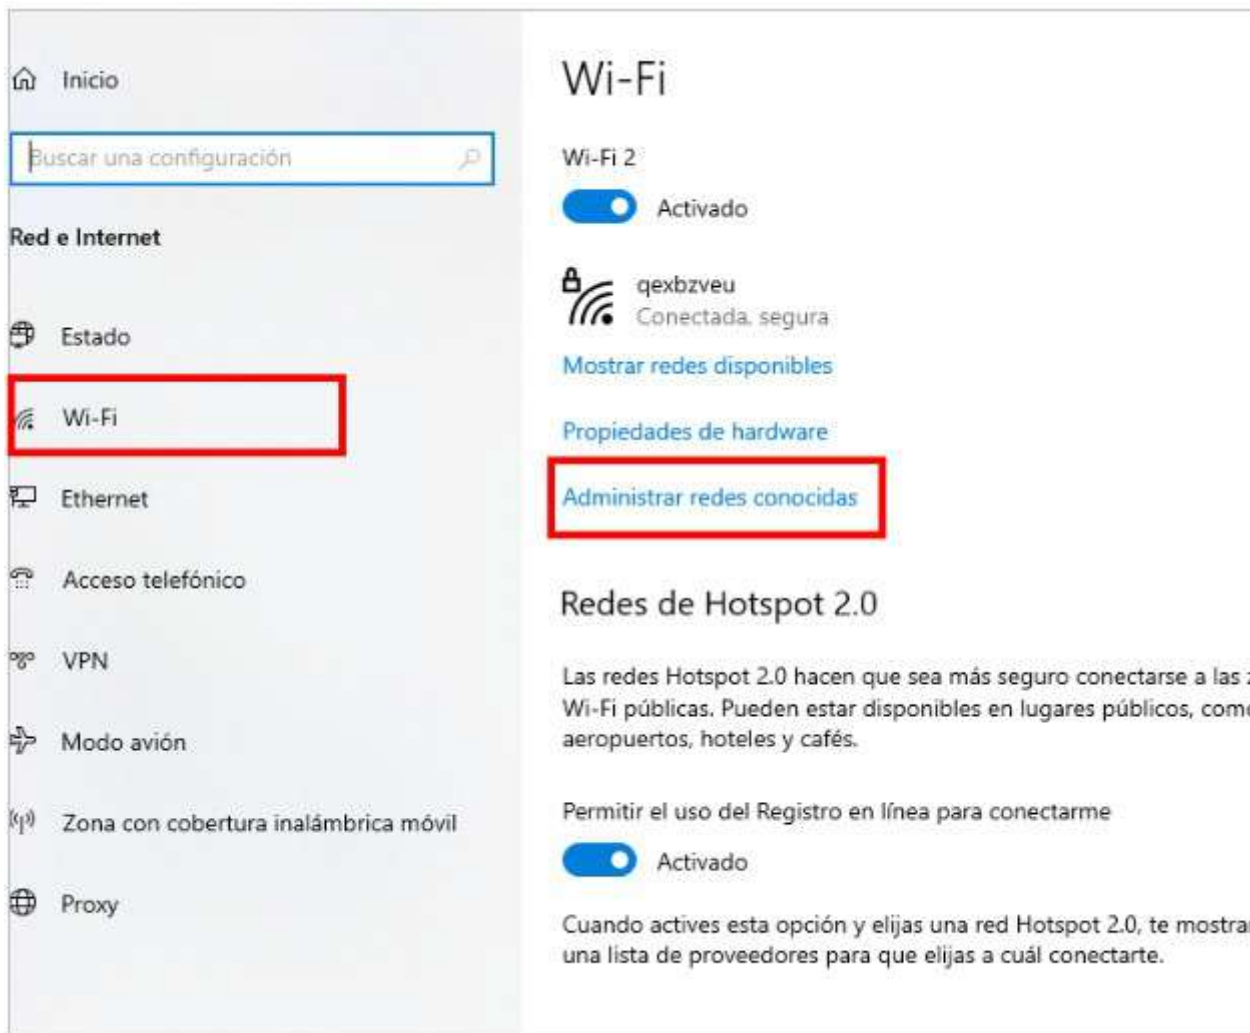 Inicio
Buscar una configuración
Red e Internet
Estado
Wi-Fi
Ethernet
Acceso telefónico
VPN
Modo avión
Zona con cobertura inalámbrica móvil
Proxy
Wi-Fi
Wi-Fi 2
Activado
qexbzveu
Conectada, segura
Mostrar redes disponibles
Propiedades de hardware
Administrar redes conocidas
Redes de Hotspot 2.0
Las redes Hotspot 2.0 hacen que sea más seguro conectarse a las
Wi-Fi públicas. Pueden estar disponibles en lugares públicos, como
aeropuertos, hoteles y cafés.
Permitir el uso del Registro en línea para conectarme
Activado
Cuando actives esta opción y elijas una red Hotspot 2.0, te
una lista de proveedores para que elijas a cuál conectarte.